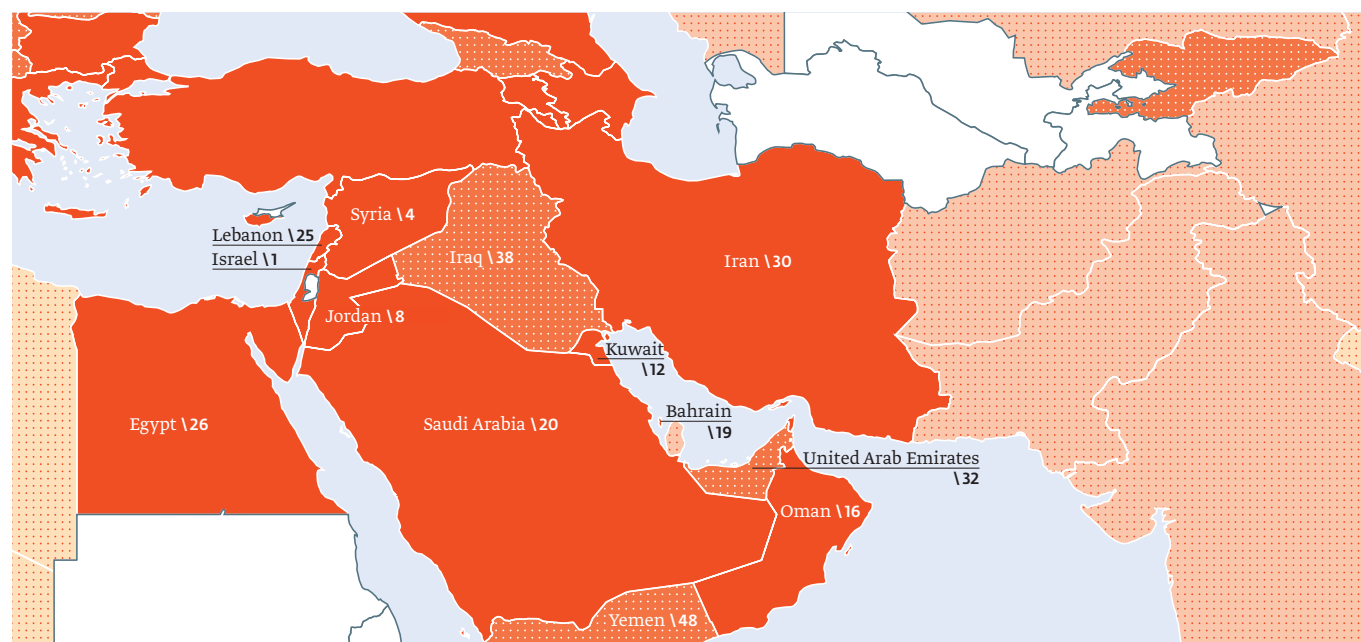 Syria \4
Lebanon \25
Israel \1
Iraq \38
Iran \30
Jordan \8
Kuwait
\12
Egypt \26
Saudi Arabia \20
Bahrain
\19
United Arab Emirates
\32
Oman \16
Yemen \48